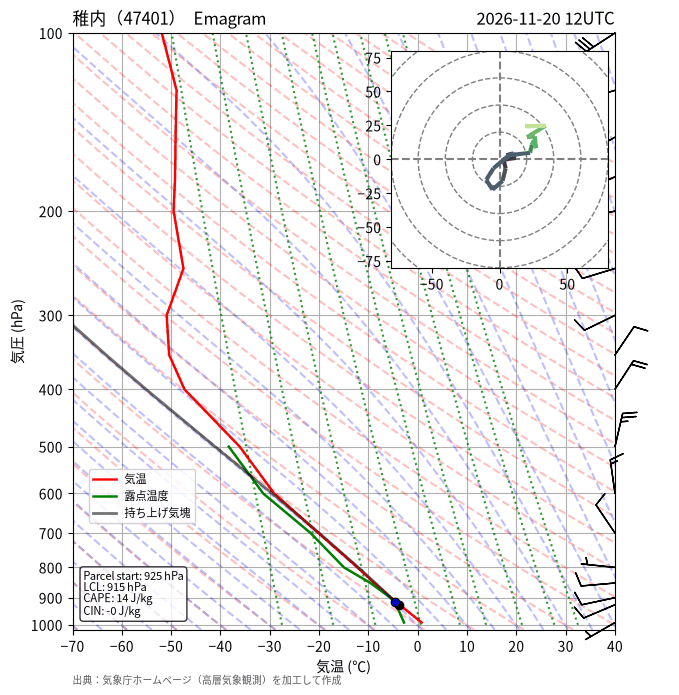 稚内（47401） Emagram
2026-11-20 12UTC
100
200
300
400
500
600
700
800
900
1000
気圧 (hPa)
75
50
25
0
−25
−50
−75
−50
0
50
気温
露点温度
持ち上げ気塊
Parcel start: 925 hPa
LCL: 915 hPa
CAPE: 14 J/kg
CIN: -0 J/kg
−70
−60
−50
−40
−30
−20
−10
0
10
20
30
40
気温 (°C)
出典：気象庁ホームページ（高層気象観測）を加工して作成